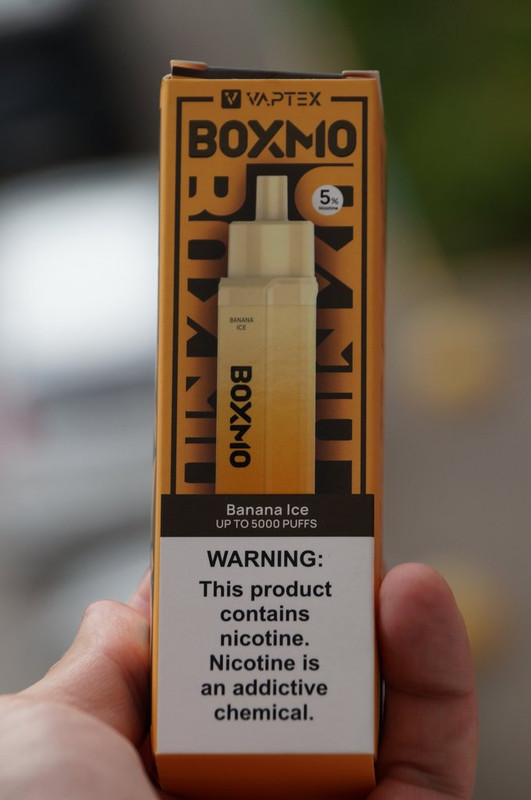 VAPTEX
BOXMO
5%
nicotine
BANANA
ICE
BOXMO
Banana Ice
UP TO 5000 PUFFS
WARNING:
This product
contains
nicotine.
Nicotine is
an addictive
chemical.